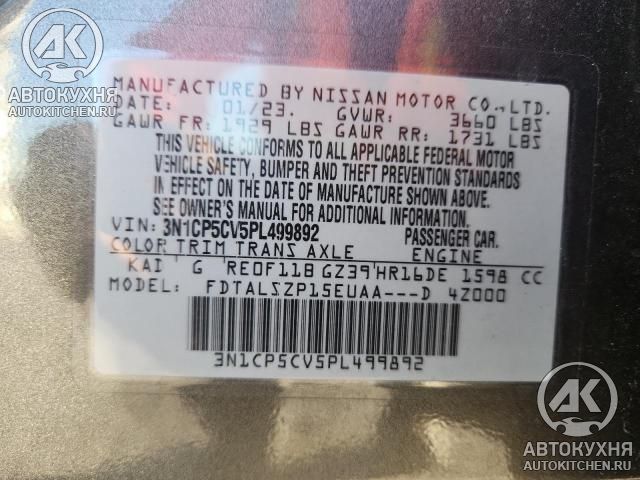 АК
АВТОКУХНЯ
AUTOKITCHEN.RU
MANUFACTURED BY NISSAN MOTOR CO.,LTD.
DATE: 01/23. GVWR: 3660 LBS
GAWR FR: 1929 LBS GAWR RR: 1731 LBS
THIS VEHICLE CONFORMS TO ALL APPLICABLE FEDERAL MOTOR
VEHICLE SAFETY, BUMPER AND THEFT PREVENTION STANDARDS
IN EFFECT ON THE DATE OF MANUFACTURE SHOWN ABOVE.
SEE OWNER'S MANUAL FOR ADDITIONAL INFORMATION
VIN: 3N1CP5CV5PL499892 PASSENGER CAR.
COLOR TRIM TRANS AXLE ENGINE
KAD G RE0F11B GZ39 HR16DE 1598 CC
MODEL: FDTALSZP15EUAA---D 4Z000
3N1CP5CV5PL499892
АК
АВТОКУХНЯ
AUTOKITCHEN.RU